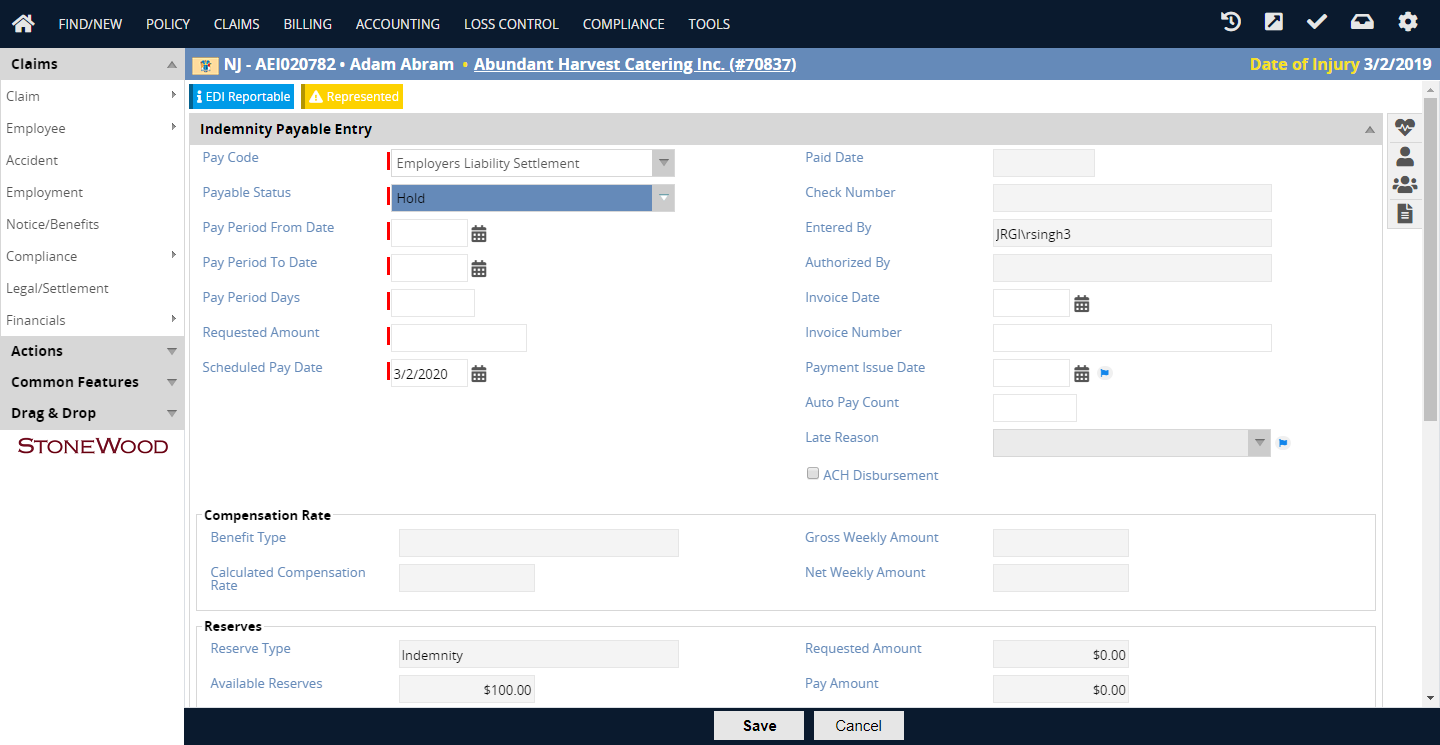 FIND/NEW POLICY CLAIMS BILLING ACCOUNTING LOSS CONTROL COMPLIANCE TOOLS
Claims
Claim
Employee
Accident
Employment
Notice/Benefits
Compliance
Legal/Settlement
Financials
Actions
Common Features
Drag & Drop
STONEWOOD
NJ - AEI020782 • Adam Abram • Abundant Harvest Catering Inc. (#70837) Date of Injury 3/2/2019
EDI Reportable Represented
Indemnity Payable Entry
Pay Code Employers Liability Settlement Paid Date
Payable Status Hold Check Number
Pay Period From Date Entered By JRGI\rsingh3
Pay Period To Date Authorized By
Pay Period Days Invoice Date
Requested Amount Invoice Number
Scheduled Pay Date 3/2/2020 Payment Issue Date
Auto Pay Count
Late Reason
ACH Disbursement
Compensation Rate
Benefit Type Gross Weekly Amount
Calculated Compensation Net Weekly Amount
Rate
Reserves
Reserve Type Indemnity Requested Amount $0.00
Available Reserves $100.00 Pay Amount $0.00
Save Cancel